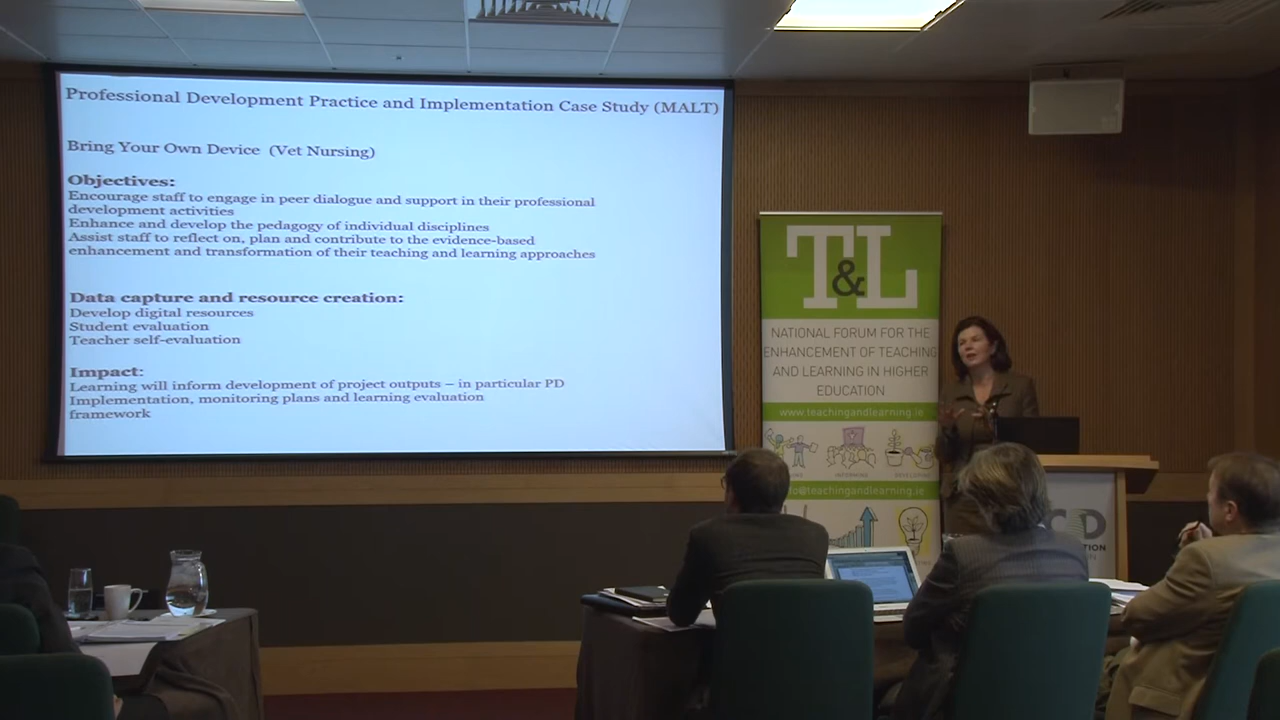 Professional Development Practice and Implementation Case Study (MALT)
Bring Your Own Device (Vet Nursing)
Objectives:
Encourage staff to engage in peer dialogue and support in their professional
development activities
Enhance and develop the pedagogy of individual disciplines
Assist staff to reflect on, plan and contribute to the evidence-based
enhancement and transformation of their teaching and learning approaches
Data capture and resource creation:
Develop digital resources
Student evaluation
Teacher self-evaluation
Impact:
Learning will inform development of project outputs – in particular PD
Implementation, monitoring plans and learning evaluation
framework
T&L
NATIONAL FORUM FOR THE
ENHANCEMENT OF TEACHING
AND LEARNING IN HIGHER
EDUCATION
www.teachingandlearning.ie
fo@teachingandlearning.ie